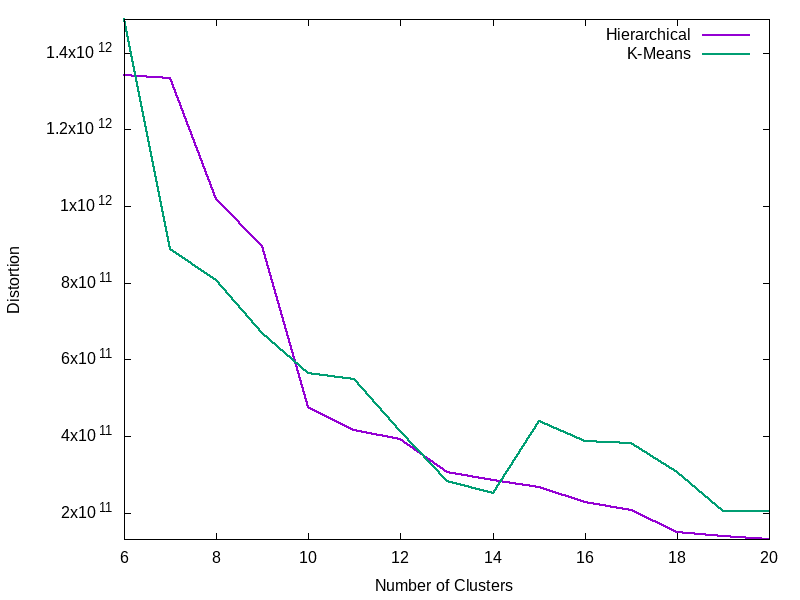 Hierarchical
K-Means
1.4x10 12
1.2x10 12
1x10 12
8x10 11
6x10 11
4x10 11
2x10 11
Distortion
6 8 10 12 14 16 18 20
Number of Clusters